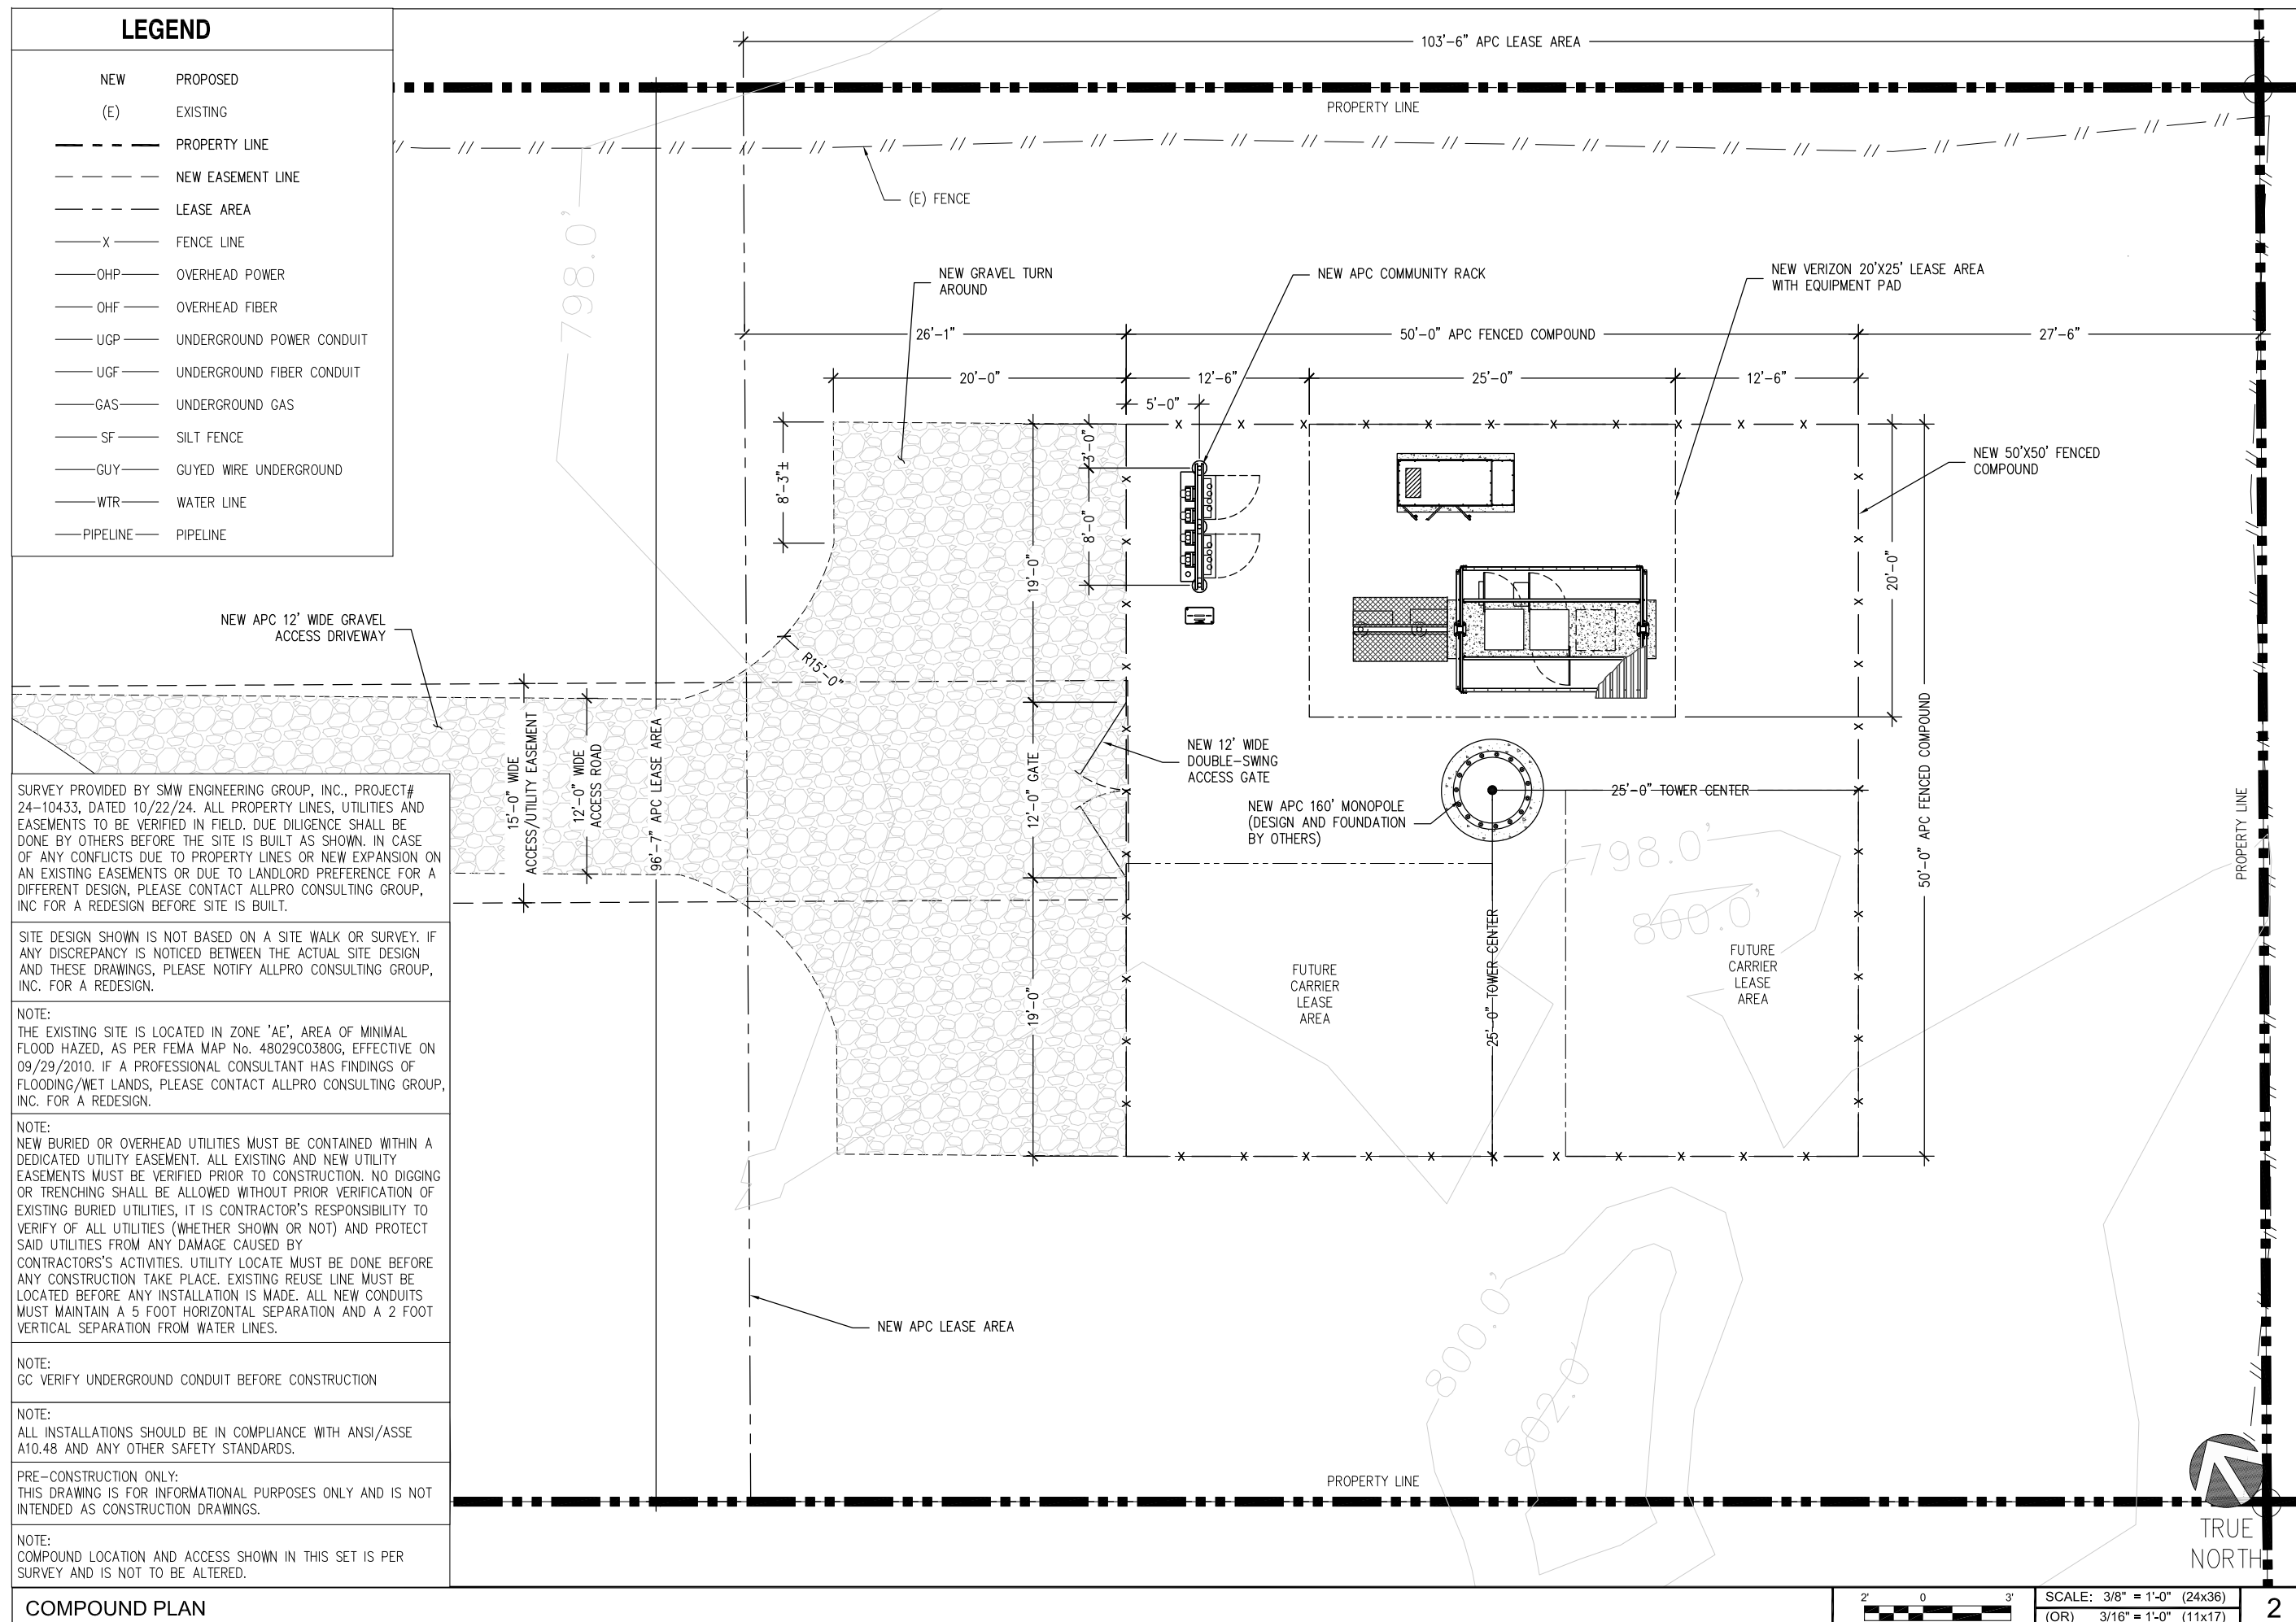 LEGEND
NEW PROPOSED
(E) EXISTING
PROPERTY LINE
NEW EASEMENT LINE
LEASE AREA
X FENCE LINE
OHP OVERHEAD POWER
OHF OVERHEAD FIBER
UGP UNDERGROUND POWER CONDUIT
UGF UNDERGROUND FIBER CONDUIT
GAS UNDERGROUND GAS
SF SILT FENCE
GUY GUYED WIRE UNDERGROUND
WTR WATER LINE
PIPELINE PIPELINE
103'-6" APC LEASE AREA
PROPERTY LINE
(E) FENCE
798.0'
NEW GRAVEL TURN
AROUND
NEW APC COMMUNITY RACK
NEW VERIZON 20'X25' LEASE AREA
WITH EQUIPMENT PAD
26'-1"
50'-0" APC FENCED COMPOUND
27'-6"
20'-0"
12'-6"
25'-0"
12'-6"
5'-0"
3'-0"
8'-3"±
8'-0"
19'-0"
20'-0"
NEW 50'X50' FENCED
COMPOUND
NEW APC 12' WIDE GRAVEL
ACCESS DRIVEWAY
R15'-0"
15'-0" WIDE
ACCESS/UTILITY EASEMENT
12'-0" WIDE
ACCESS ROAD
96'-7" APC LEASE AREA
12'-0" GATE
NEW 12' WIDE
DOUBLE-SWING
ACCESS GATE
NEW APC 160' MONOPOLE
(DESIGN AND FOUNDATION
BY OTHERS)
25'-0" TOWER CENTER
50'-0" APC FENCED COMPOUND
PROPERTY LINE
798.0'
800.0'
25'-0" TOWER CENTER
19'-0"
FUTURE
CARRIER
LEASE
AREA
FUTURE
CARRIER
LEASE
AREA
NEW APC LEASE AREA
800.0'
802.0'
PROPERTY LINE
TRUE
NORTH
SURVEY PROVIDED BY SMW ENGINEERING GROUP, INC., PROJECT#
24-10433, DATED 10/22/24. ALL PROPERTY LINES, UTILITIES AND
EASEMENTS TO BE VERIFIED IN FIELD. DUE DILIGENCE SHALL BE
DONE BY OTHERS BEFORE THE SITE IS BUILT AS SHOWN. IN CASE
OF ANY CONFLICTS DUE TO PROPERTY LINES OR NEW EXPANSION ON
AN EXISTING EASEMENTS OR DUE TO LANDLORD PREFERENCE FOR A
DIFFERENT DESIGN, PLEASE CONTACT ALLPRO CONSULTING GROUP,
INC FOR A REDESIGN BEFORE SITE IS BUILT.
SITE DESIGN SHOWN IS NOT BASED ON A SITE WALK OR SURVEY. IF
ANY DISCREPANCY IS NOTICED BETWEEN THE ACTUAL SITE DESIGN
AND THESE DRAWINGS, PLEASE NOTIFY ALLPRO CONSULTING GROUP,
INC. FOR A REDESIGN.
NOTE:
THE EXISTING SITE IS LOCATED IN ZONE 'AE', AREA OF MINIMAL
FLOOD HAZED, AS PER FEMA MAP No. 48029C0380G, EFFECTIVE ON
09/29/2010. IF A PROFESSIONAL CONSULTANT HAS FINDINGS OF
FLOODING/WET LANDS, PLEASE CONTACT ALLPRO CONSULTING GROUP,
INC. FOR A REDESIGN.
NOTE:
NEW BURIED OR OVERHEAD UTILITIES MUST BE CONTAINED WITHIN A
DEDICATED UTILITY EASEMENT. ALL EXISTING AND NEW UTILITY
EASEMENTS MUST BE VERIFIED PRIOR TO CONSTRUCTION. NO DIGGING
OR TRENCHING SHALL BE ALLOWED WITHOUT PRIOR VERIFICATION OF
EXISTING BURIED UTILITIES, IT IS CONTRACTOR'S RESPONSIBILITY TO
VERIFY OF ALL UTILITIES (WHETHER SHOWN OR NOT) AND PROTECT
SAID UTILITIES FROM ANY DAMAGE CAUSED BY
CONTRACTORS'S ACTIVITIES. UTILITY LOCATE MUST BE DONE BEFORE
ANY CONSTRUCTION TAKE PLACE. EXISTING REUSE LINE MUST BE
LOCATED BEFORE ANY INSTALLATION IS MADE. ALL NEW CONDUITS
MUST MAINTAIN A 5 FOOT HORIZONTAL SEPARATION AND A 2 FOOT
VERTICAL SEPARATION FROM WATER LINES.
NOTE:
GC VERIFY UNDERGROUND CONDUIT BEFORE CONSTRUCTION
NOTE:
ALL INSTALLATIONS SHOULD BE IN COMPLIANCE WITH ANSI/ASSE
A10.48 AND ANY OTHER SAFETY STANDARDS.
PRE-CONSTRUCTION ONLY:
THIS DRAWING IS FOR INFORMATIONAL PURPOSES ONLY AND IS NOT
INTENDED AS CONSTRUCTION DRAWINGS.
NOTE:
COMPOUND LOCATION AND ACCESS SHOWN IN THIS SET IS PER
SURVEY AND IS NOT TO BE ALTERED.
COMPOUND PLAN
2' 0 3'
SCALE: 3/8" = 1'-0" (24x36)
(OR) 3/16" = 1'-0" (11x17)
2